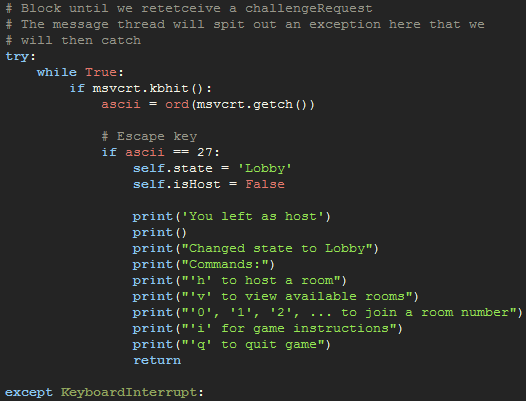 # Block until we retetceive a challengeRequest
# The message thread will spit out an exception here that we
# will then catch
try:
    while True:
        if msvcrt.kbhit():
            ascii = ord(msvcrt.getch())

            # Escape key
            if ascii == 27:
                self.state = 'Lobby'
                self.isHost = False

                print('You left as host')
                print()
                print("Changed state to Lobby")
                print("Commands:")
                print("'h' to host a room")
                print("'v' to view available rooms")
                print("'0', '1', '2', ... to join a room number")
                print("'i' for game instructions")
                print("'q' to quit game")
                return

except KeyboardInterrupt: